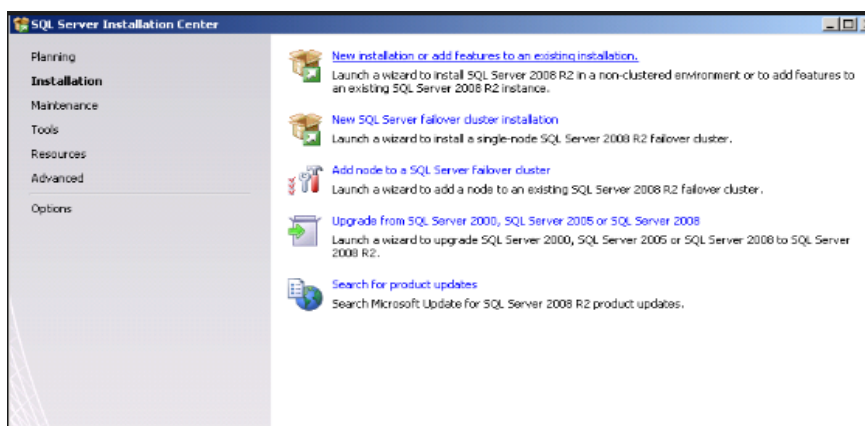 SQL Server Installation Center
Planning
Installation
Maintenance
Tools
Resources
Advanced
Options
New installation or add features to an existing installation.
Launch a wizard to install SQL Server 2008 R2 in a non-clustered environment or to add features to
an existing SQL Server 2008 R2 instance.
New SQL Server failover cluster installation
Launch a wizard to install a single-node SQL Server 2008 R2 failover cluster.
Add node to a SQL Server failover cluster
Launch a wizard to add a node to an existing SQL Server 2008 R2 failover cluster.
Upgrade from SQL Server 2000, SQL Server 2005 or SQL Server 2008
Launch a wizard to upgrade SQL Server 2000, SQL Server 2005 or SQL Server 2008 to SQL Server
2008 R2.
Search for product updates
Search Microsoft Update for SQL Server 2008 R2 product updates.